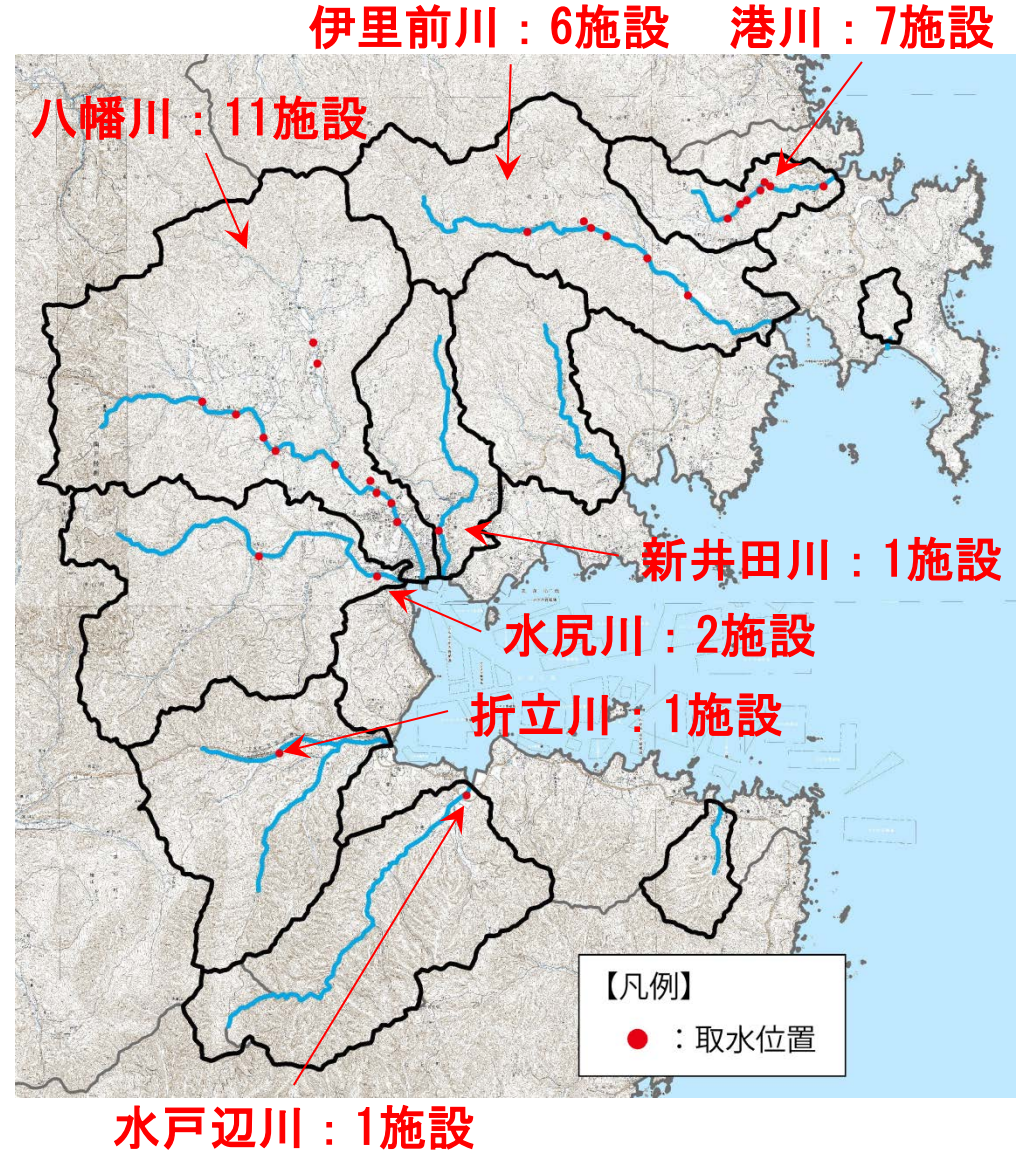 伊里前川：6施設
港川：7施設
八幡川：11施設
新井田川：1施設
水尻川：2施設
折立川：1施設
【凡例】
：取水位置
水戸辺川：1施設